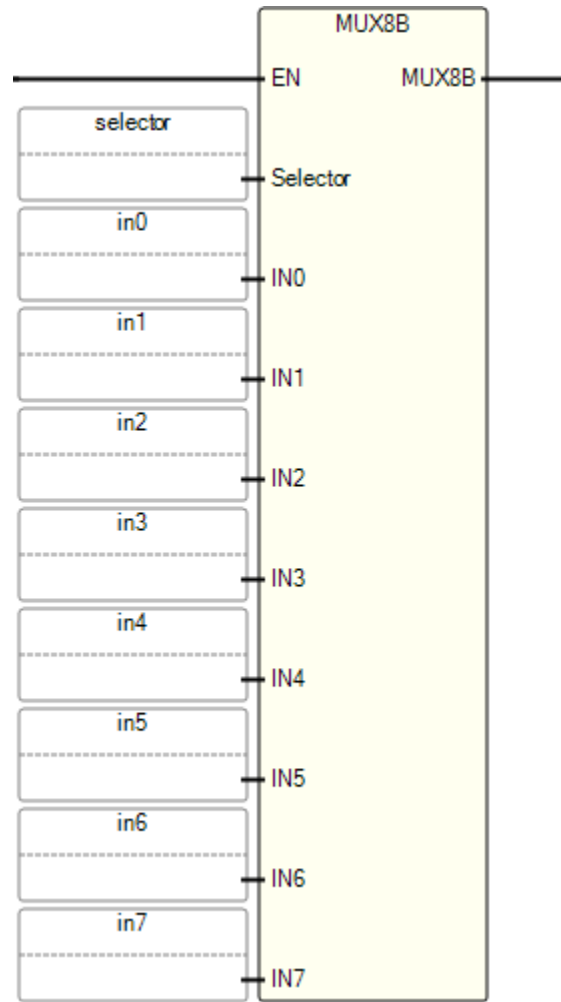 MUX8B
EN MUX8B
selector
Selector
in0
IN0
in1
IN1
in2
IN2
in3
IN3
in4
IN4
in5
IN5
in6
IN6
in7
IN7